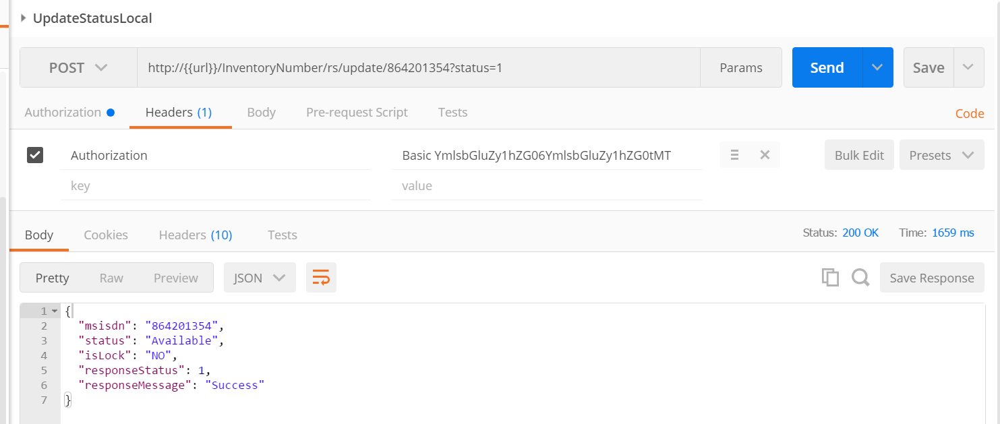 UpdateStatusLocal
POST http://{{url}}/InventoryNumber/rs/update/864201354?status=1 Params Send Save
Authorization Headers (1) Body Pre-request Script Tests Code
Authorization Basic YmlsbGluZy1hZG06YmlsbGluZy1hZG0tMT Bulk Edit Presets
key value
Body Cookies Headers (10) Tests Status: 200 OK Time: 1659 ms
Pretty Raw Preview JSON Save Response
1 {
2 "msisdn": "864201354",
3 "status": "Available",
4 "isLock": "NO",
5 "responseStatus": 1,
6 "responseMessage": "Success"
7 }